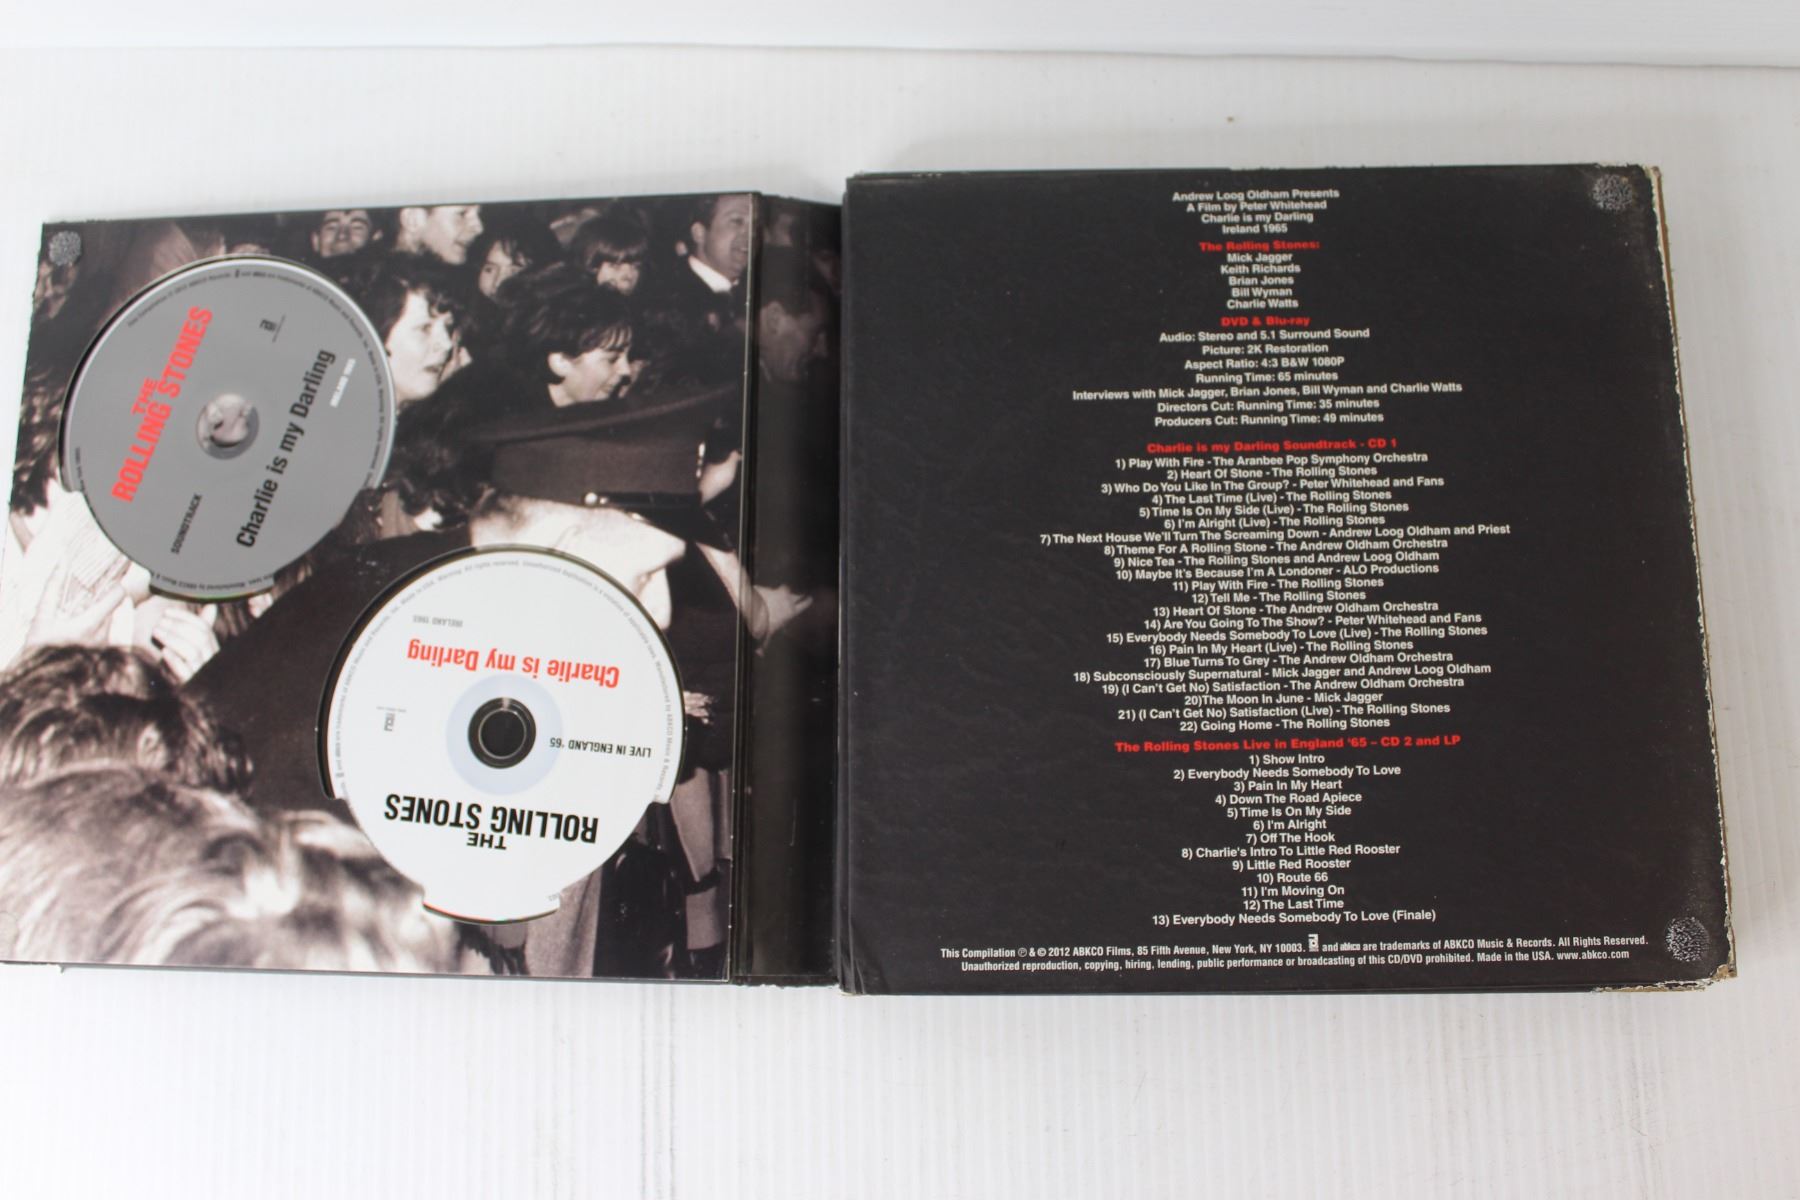 THE
ROLLING STONES
Charlie is my Darling
IRELAND 1965
SOUNDTRACK
IRELAND 1965
Charlie is my Darling
LIVE IN ENGLAND '65
THE
ROLLING STONES
Andrew Loog Oldham Presents
A Film by Peter Whitehead
Charlie is my Darling
Ireland 1965
The Rolling Stones:
Mick Jagger
Keith Richards
Brian Jones
Bill Wyman
Charlie Watts
DVD & Blu-ray
Audio: Stereo and 5.1 Surround Sound
Picture: 2K Restoration
Aspect Ratio: 4:3 B&W 1080P
Running Time: 65 minutes
Interviews with Mick Jagger, Brian Jones, Bill Wyman and Charlie Watts
Directors Cut: Running Time: 35 minutes
Producers Cut: Running Time: 49 minutes
Charlie is my Darling Soundtrack - CD 1
1) Play With Fire - The Aranbee Pop Symphony Orchestra
2) Heart Of Stone - The Rolling Stones
3) Who Do You Like In The Group? - Peter Whitehead and Fans
4) The Last Time (Live) - The Rolling Stones
5) Time Is On My Side (Live) - The Rolling Stones
6) I'm Alright (Live) - The Rolling Stones
7) The Next House We'll Turn The Screaming Down - Andrew Loog Oldham and Priest
8) Theme For A Rolling Stone - The Andrew Oldham Orchestra
9) Nice Tea - The Rolling Stones and Andrew Loog Oldham
10) Maybe It's Because I'm A Londoner - ALO Productions
11) Play With Fire - The Rolling Stones
12) Tell Me - The Rolling Stones
13) Heart Of Stone - The Andrew Oldham Orchestra
14) Are You Going To The Show? - Peter Whitehead and Fans
15) Everybody Needs Somebody To Love (Live) - The Rolling Stones
16) Pain In My Heart (Live) - The Rolling Stones
17) Blue Turns To Grey - The Andrew Oldham Orchestra
18) Subconsciously Supernatural - Mick Jagger and Andrew Loog Oldham
19) (I Can't Get No) Satisfaction - The Andrew Oldham Orchestra
20)The Moon In June - Mick Jagger
21) (I Can't Get No) Satisfaction (Live) - The Rolling Stones
22) Going Home - The Rolling Stones
The Rolling Stones Live in England '65 – CD 2 and LP
1) Show Intro
2) Everybody Needs Somebody To Love
3) Pain In My Heart
4) Down The Road Apiece
5) Time Is On My Side
6) I'm Alright
7) Off The Hook
8) Charlie's Intro To Little Red Rooster
9) Little Red Rooster
10) Route 66
11) I'm Moving On
12) The Last Time
13) Everybody Needs Somebody To Love (Finale)
This Compilation ℗ & © 2012 ABKCO Films, 85 Fifth Avenue, New York, NY 10003. and abkco are trademarks of ABKCO Music & Records. All Rights Reserved.
Unauthorized reproduction, copying, hiring, lending, public performance or broadcasting of this CD/DVD prohibited. Made in the USA. www.abkco.com